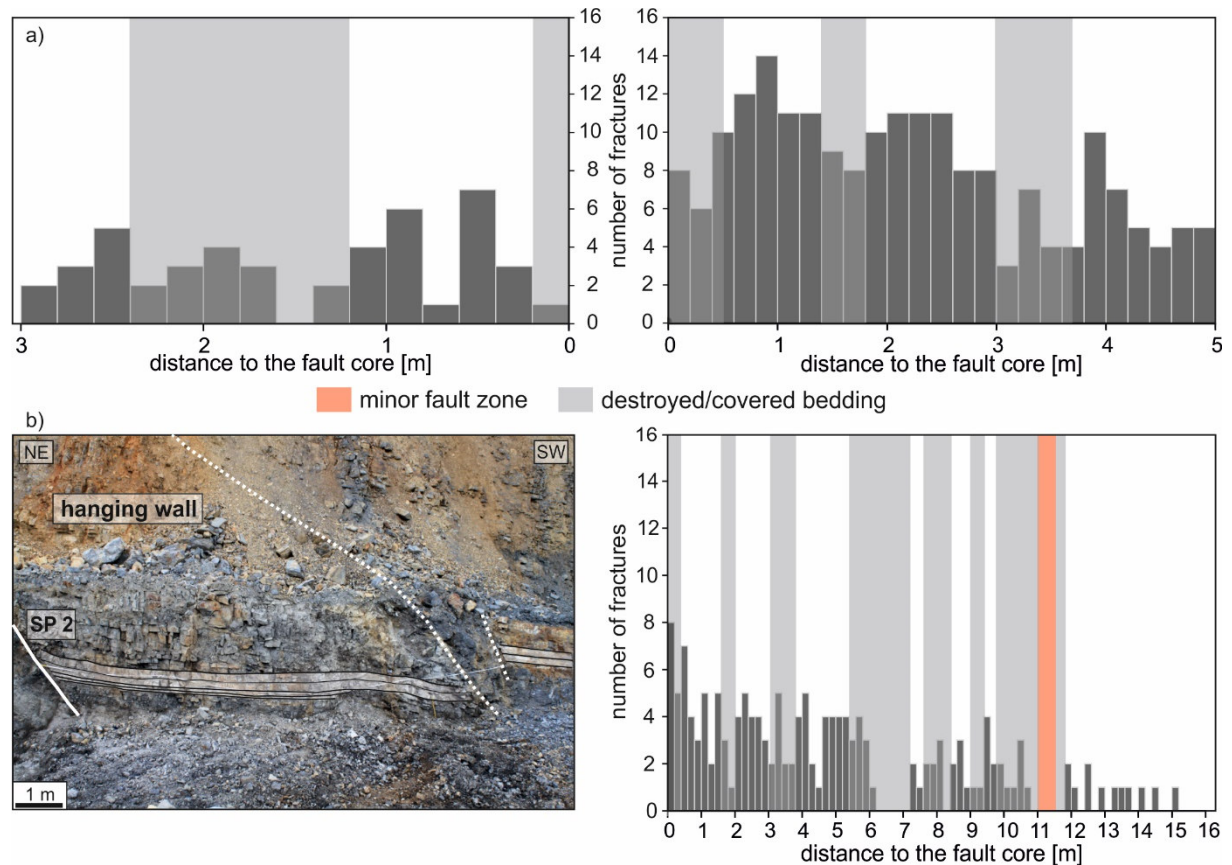 a)
16
14
12
10
8
6
4
2
0
number of fractures
3 2 1 0
distance to the fault core [m]
16
14
12
10
8
6
4
2
0
0 1 2 3 4 5
distance to the fault core [m]
minor fault zone destroyed/covered bedding
b)
NE SW
hanging wall
SP 2
1 m
number of fractures
16
14
12
10
8
6
4
2
0
0 1 2 3 4 5 6 7 8 9 10 11 12 13 14 15 16
distance to the fault core [m]